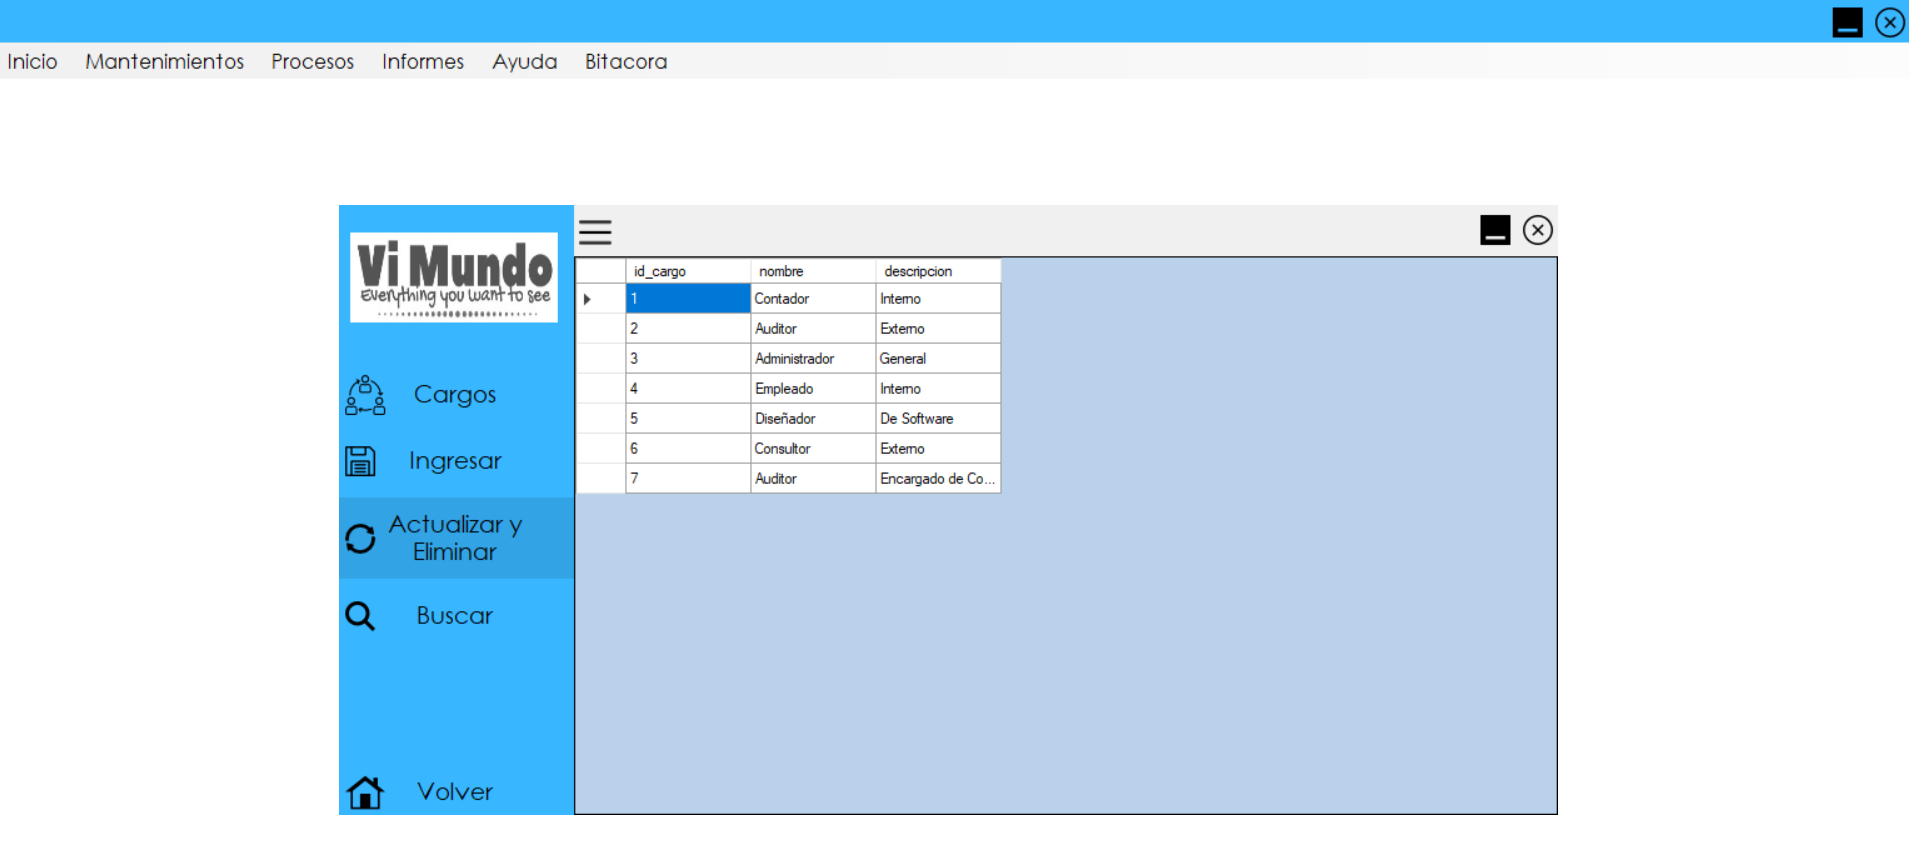 Inicio Mantenimientos Procesos Informes Ayuda Bitacora
Vi Mundo
Everything you want to see
Cargos
Ingresar
Actualizar y
Eliminar
Buscar
Volver
id_cargo nombre descripcion
1 Contador Interno
2 Auditor Externo
3 Administrador General
4 Empleado Interno
5 Diseñador De Software
6 Consultor Externo
7 Auditor Encargado de Co...